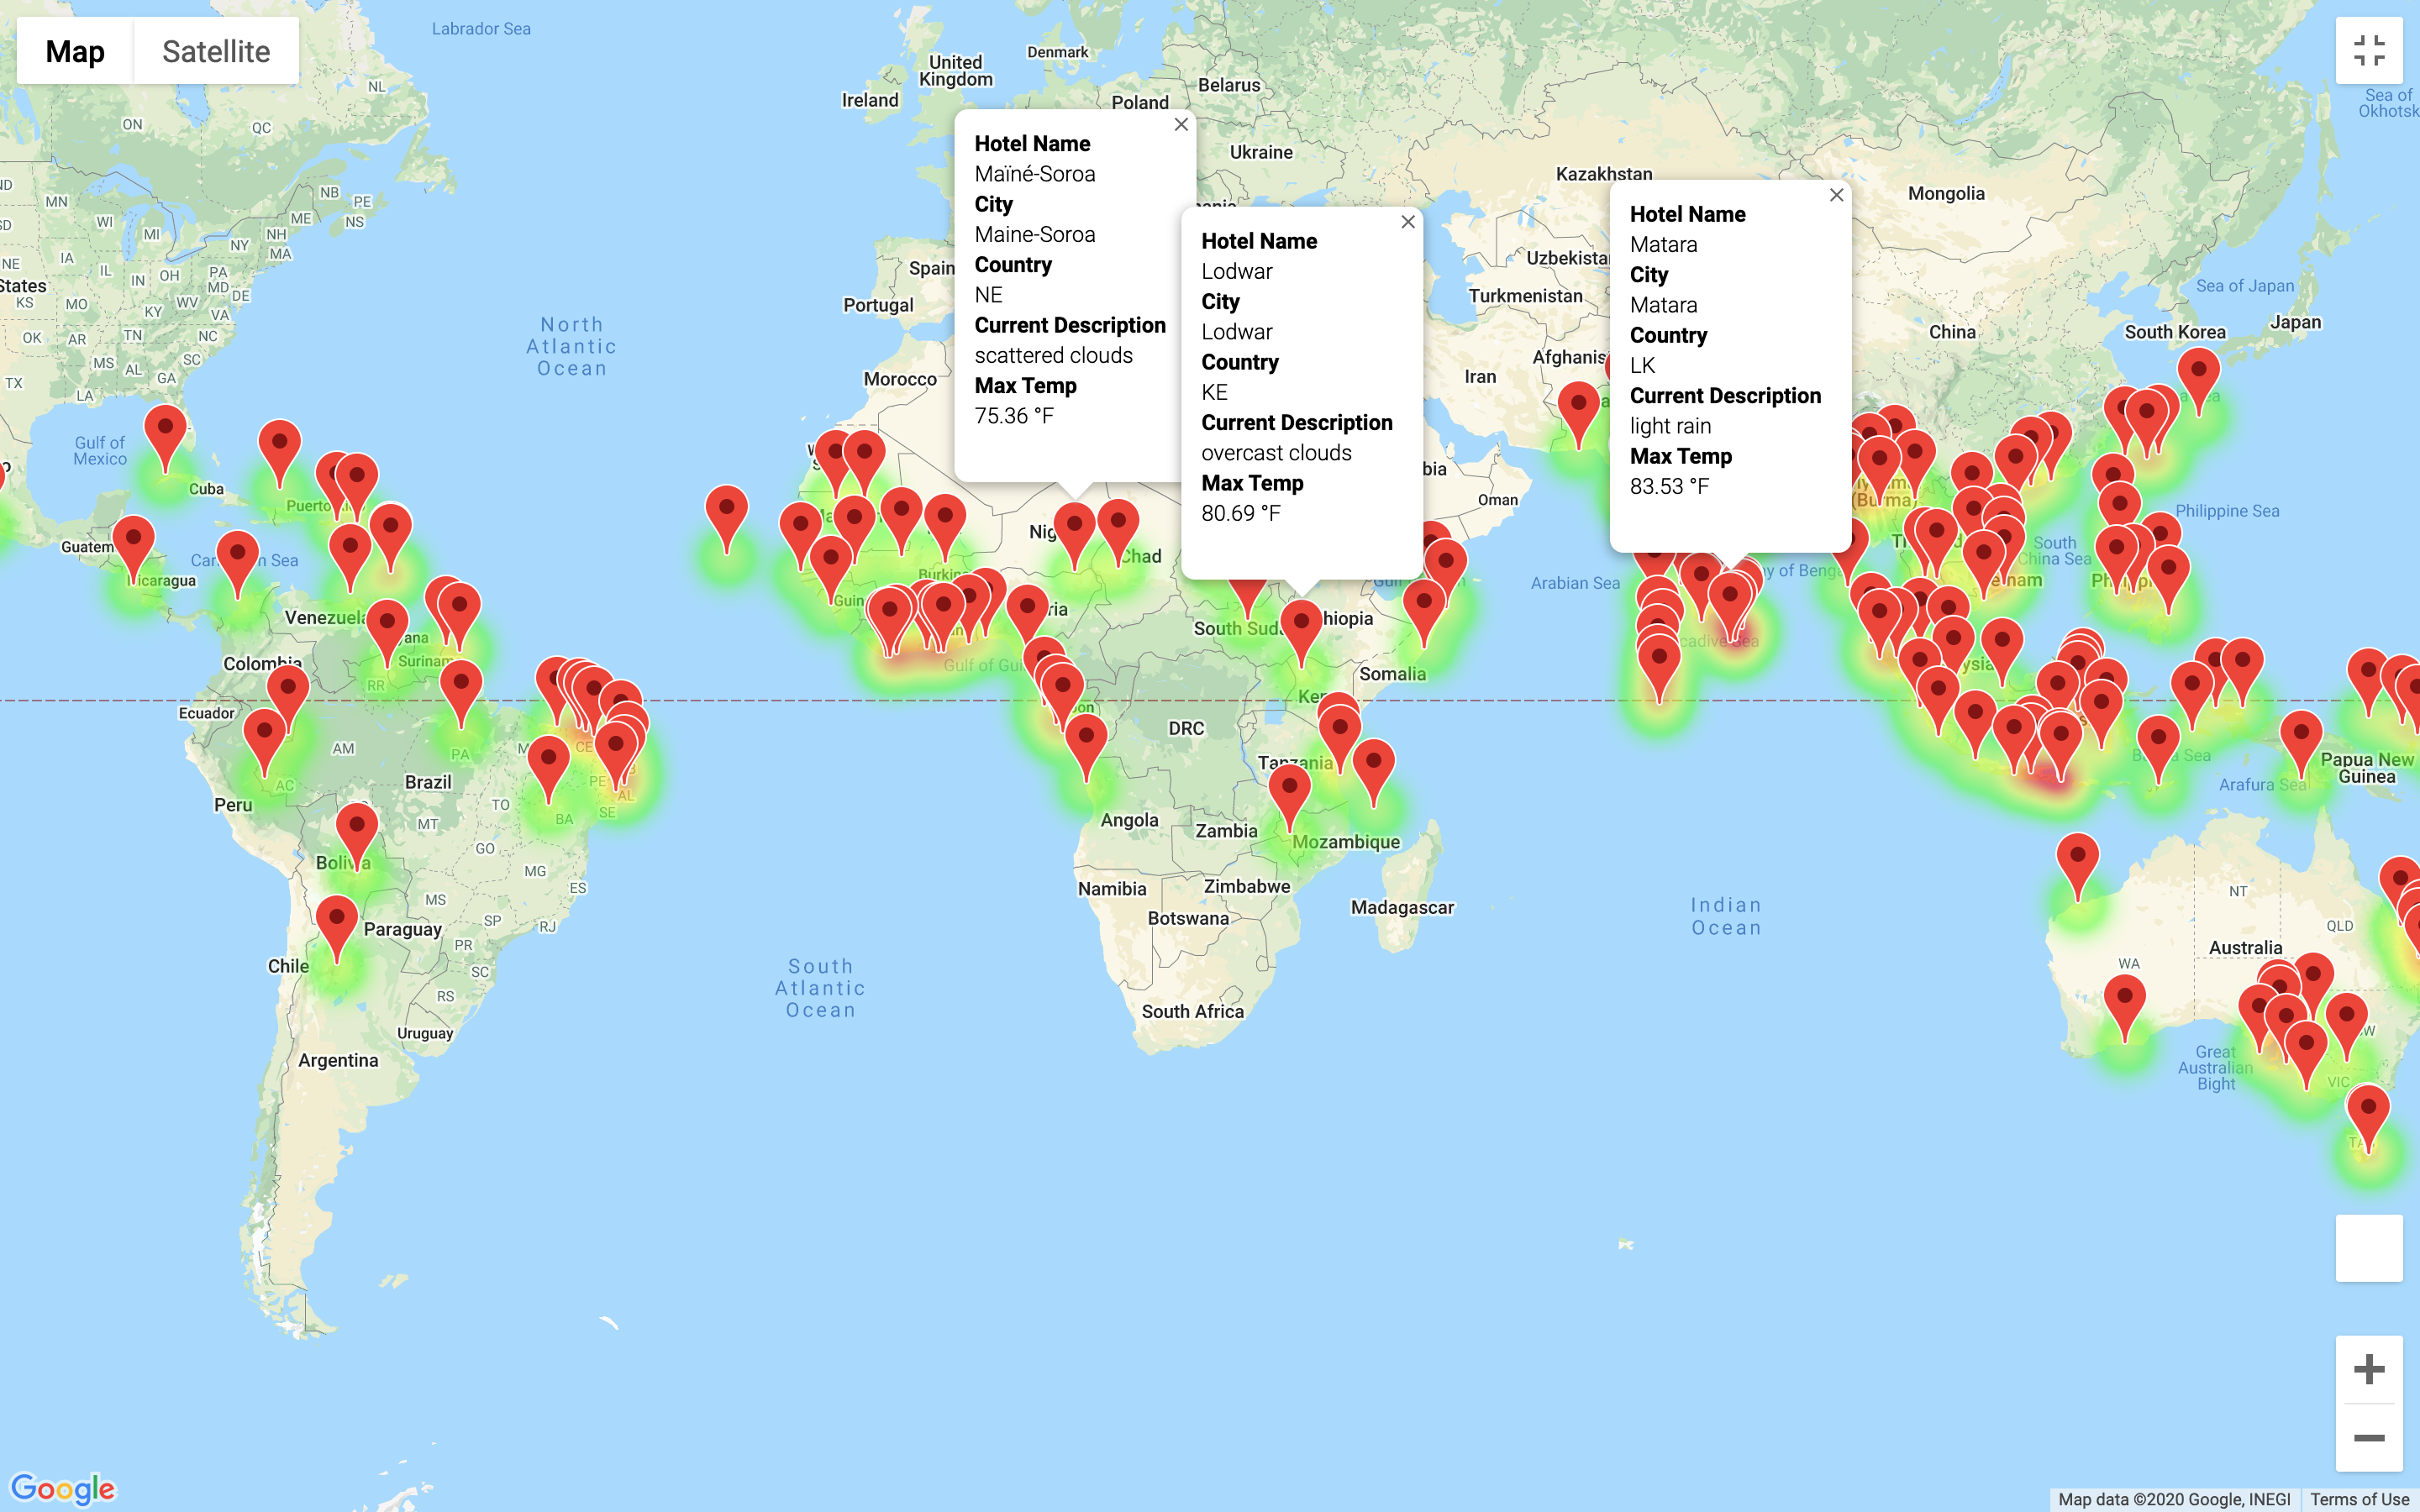 Map
Satellite
Labrador Sea
Denmark
United
Kingdom
Belarus
Ireland
Poland
Sea of
NL
ON
QC
Ukraine
Kazakhstan
Mongolia
MN
NB
PE
WI
ME
NS
MI
NH
NY
MA
NE
IA
IL
IN
OH
PA
MD
DE
States
KS
MO
KY
WV
VA
OK
AR
TN
NC
MS
AL
SC
GA
TX
LA
Hotel Name
Maïné-Soroa
City
Maine-Soroa
Country
NE
Current Description
scattered clouds
Max Temp
75.36 °F
Hotel Name
Lodwar
City
Lodwar
Country
KE
Current Description
overcast clouds
Max Temp
80.69 °F
Hotel Name
Matara
City
Matara
Country
LK
Current Description
light rain
Max Temp
83.53 °F
Spain
Portugal
Turkmenistan
Sea of Japan
North
Atlantic
Ocean
China
South Korea
Japan
Morocco
Iran
Gulf of
Mexico
Cuba
Oman
Philippine Sea
Chad
South
China Sea
Arabian Sea
Venezuela
Colombia
RR
Somalia
Ecuador
DRC
AM
PA
CE
PE
AL
Brazil
AC
Peru
TO
SE
BA
MT
Tanzania
Papua New
Guinea
Arafura Sea
Angola
Zambia
Mozambique
Bolivia
GO
MG
ES
MS
SP
RJ
PR
SC
RS
Paraguay
Chile
Uruguay
Argentina
Namibia
Zimbabwe
Botswana
Madagascar
South Africa
South
Atlantic
Ocean
Indian
Ocean
NT
QLD
Australia
WA
Great
Australian
Bight
VIC
Google
Map data ©2020 Google, INEGI
Terms of Use